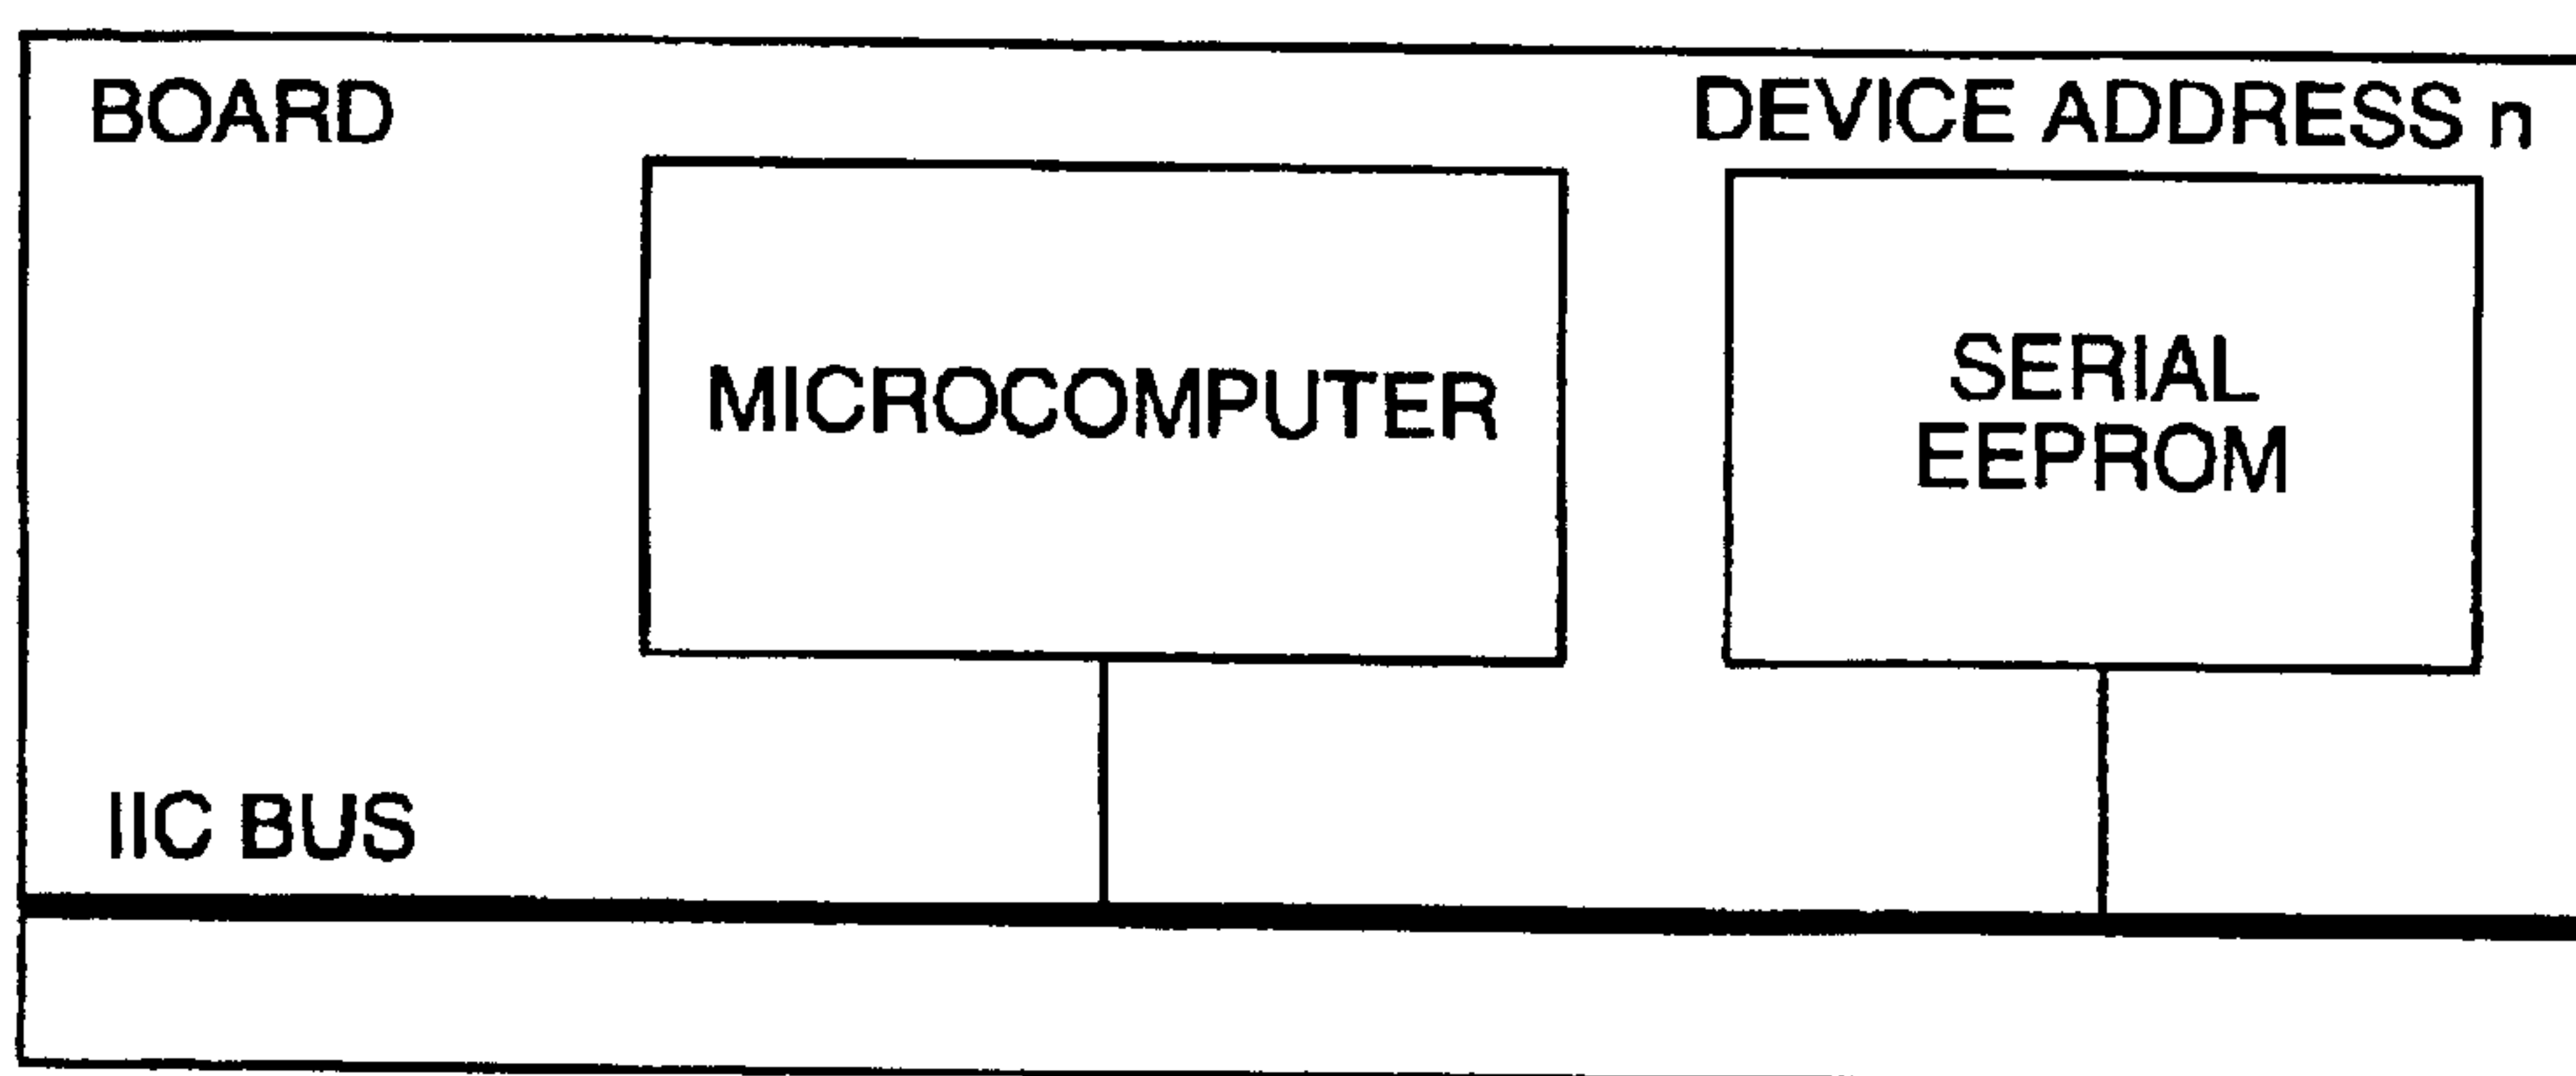 BOARD
DEVICE ADDRESS n
MICROCOMPUTER
SERIAL
EEPROM
IIC BUS